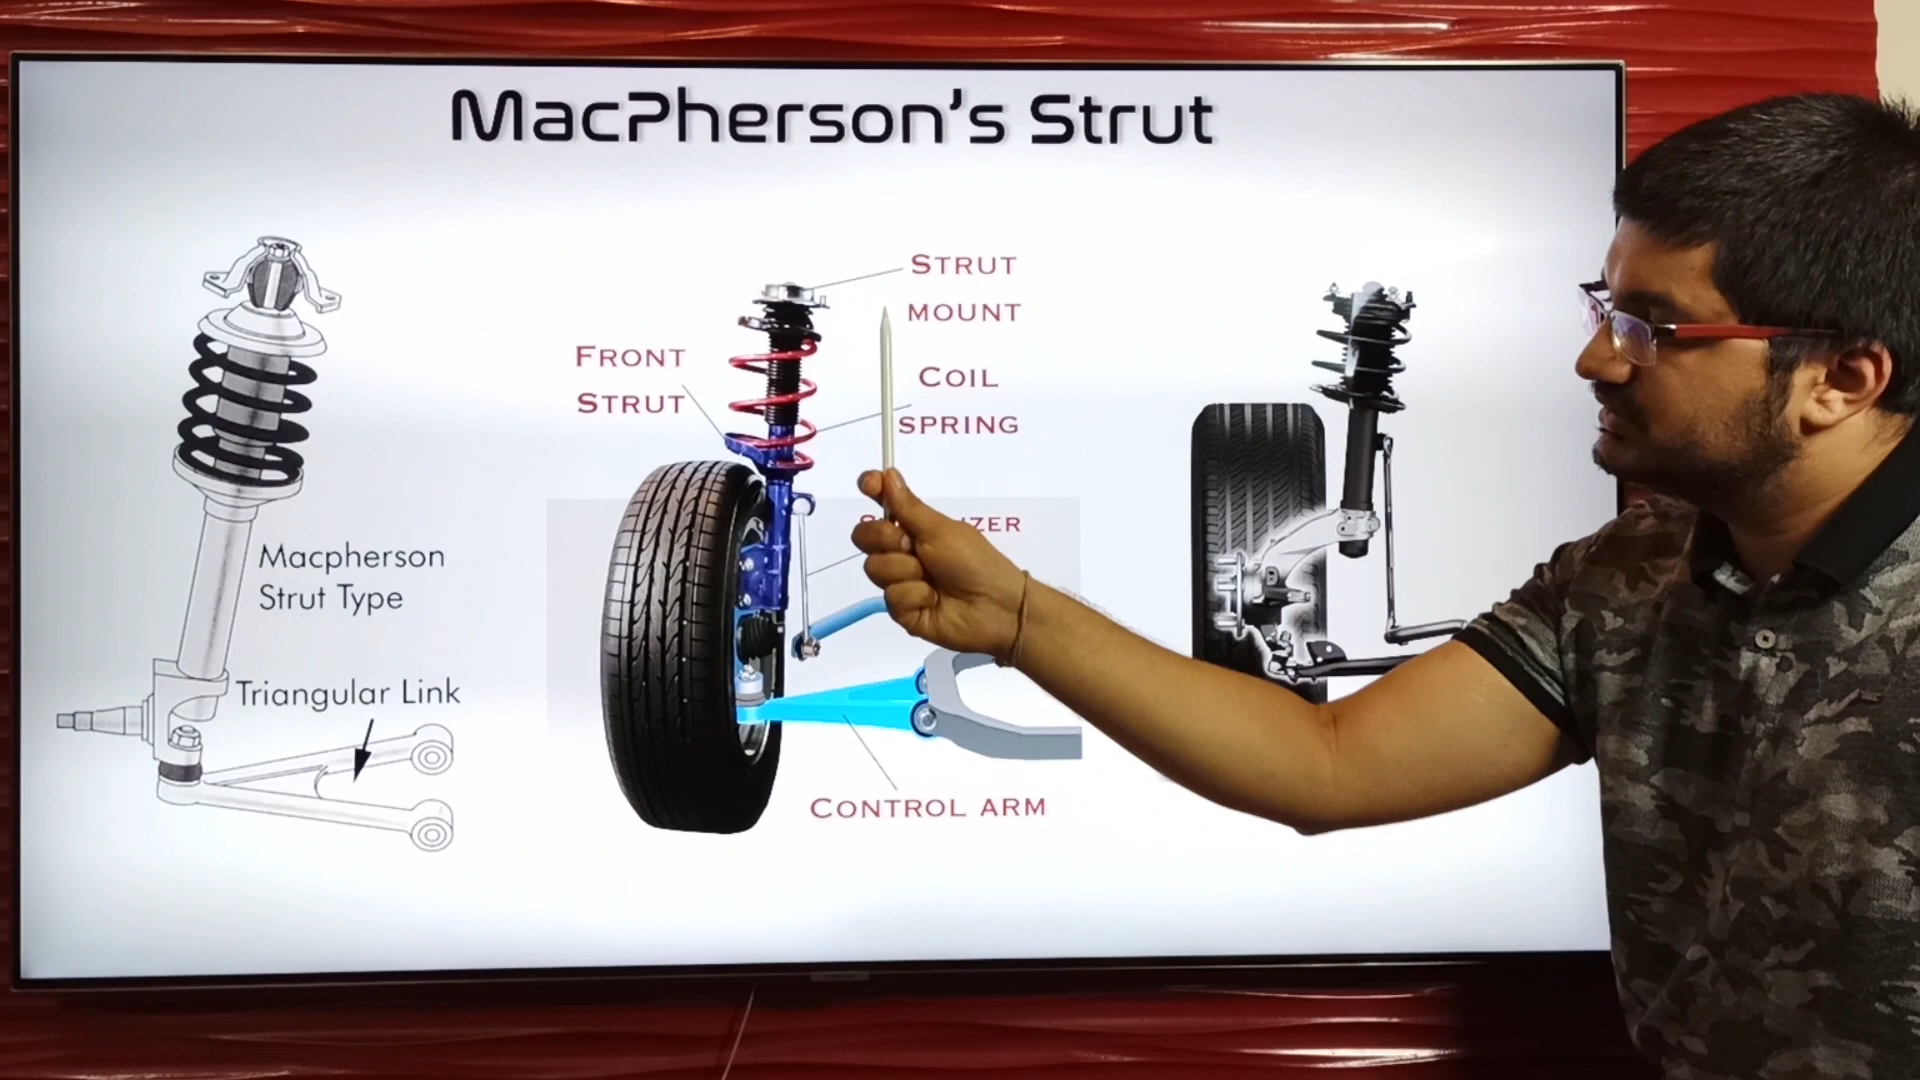 MacPherson's Strut
Macpherson
Strut Type
Triangular Link
STRUT
MOUNT
FRONT
STRUT
COIL
SPRING
CONTROL ARM